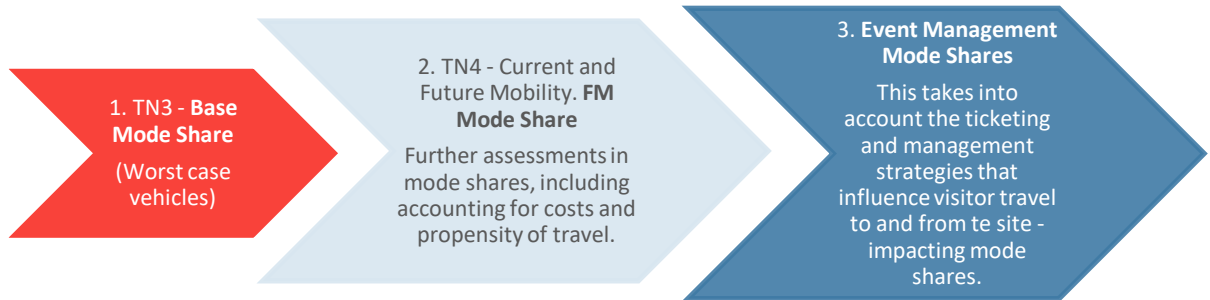 1. TN3 - Base
Mode Share
(Worst case
vehicles)
2. TN4 - Current and
Future Mobility. FM
Mode Share
Further assessments in
mode shares, including
accounting for costs and
propensity of travel.
3. Event Management
Mode Shares
This takes into
account the ticketing
and management
strategies that
influence visitor travel
to and from te site -
impacting mode
shares.